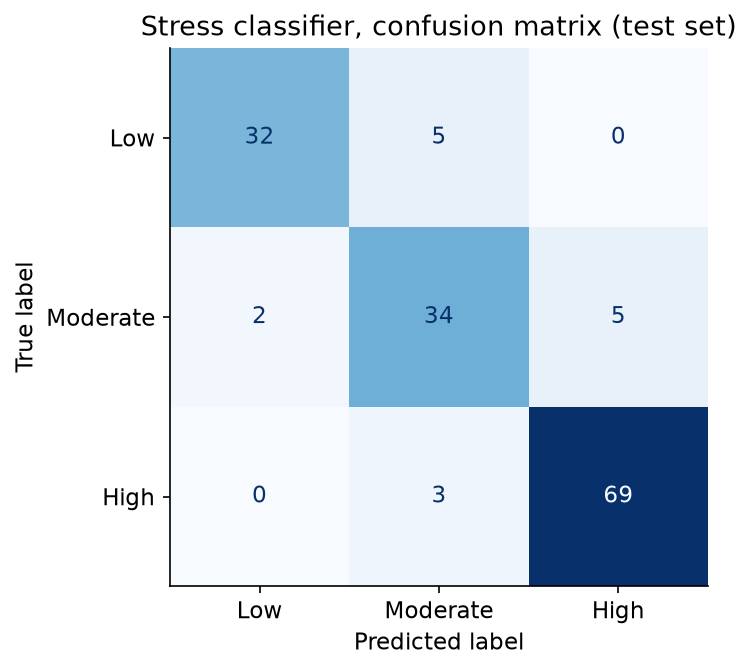 Stress classifier, confusion matrix (test set)
Low 32 5 0
Moderate 2 34 5
High 0 3 69
Low Moderate High
Predicted label
True label